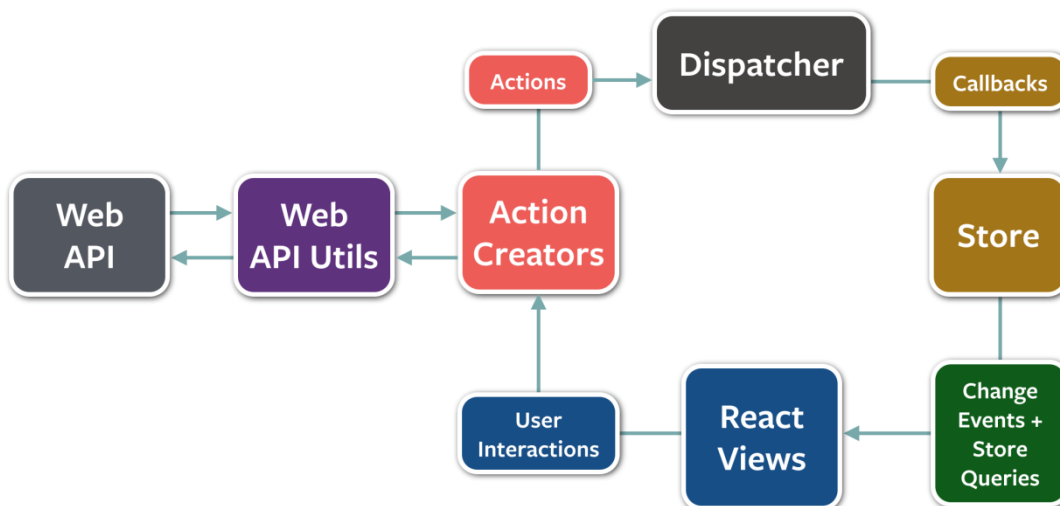 Dispatcher
Actions
Callbacks
Web
API
Web
API Utils
Action
Creators
Store
User
Interactions
React
Views
Change
Events +
Store
Queries